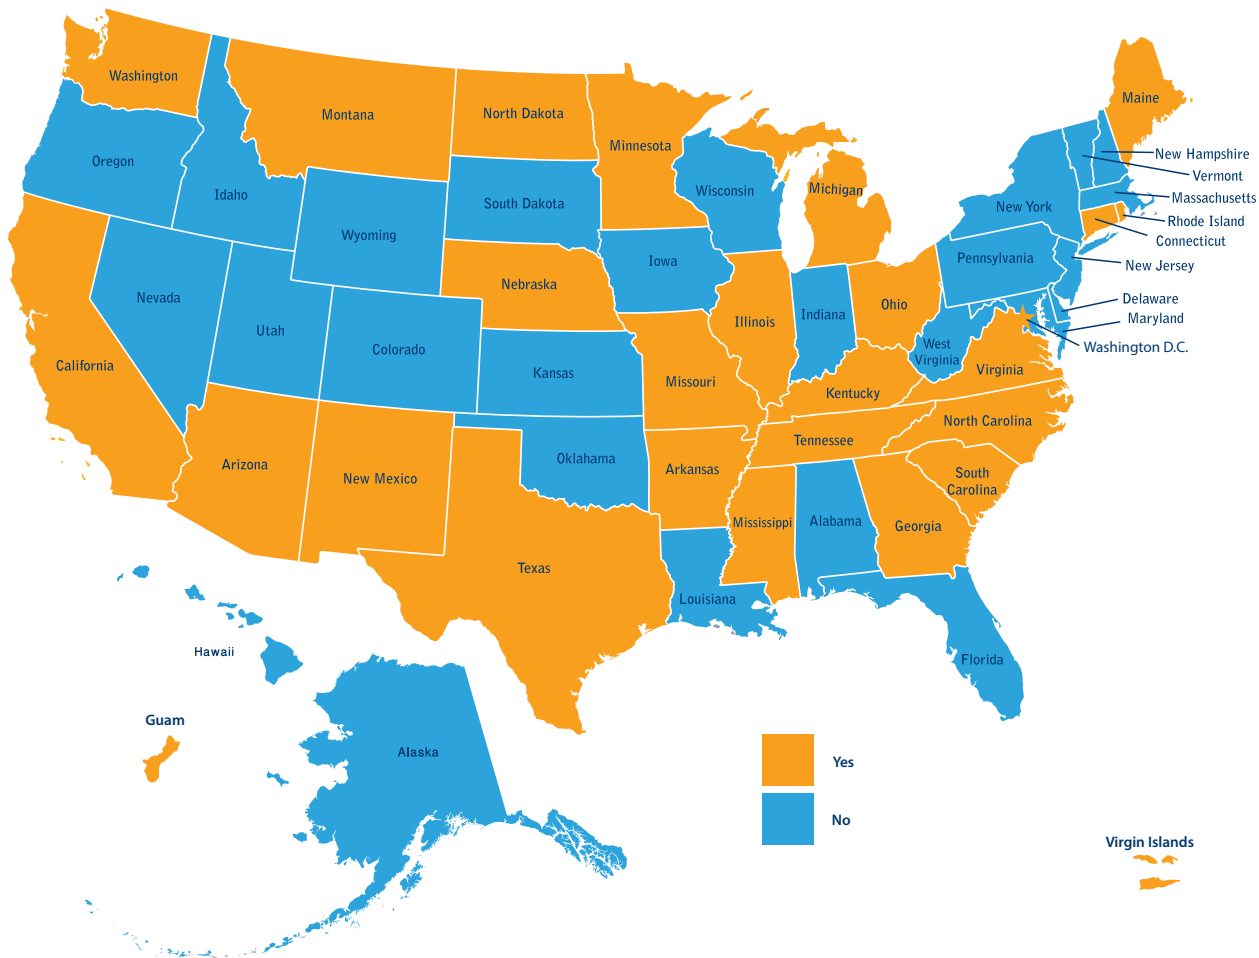 Washington
Montana
North Dakota
Minnesota
Maine
Oregon
Idaho
Wyoming
South Dakota
Wisconsin
Michigan
New York
New Hampshire
Vermont
Massachusetts
Rhode Island
Connecticut
New Jersey
Pennsylvania
Iowa
Nebraska
Nevada
Utah
Colorado
Kansas
Illinois
Indiana
Ohio
Delaware
Maryland
Washington D.C.
West
Virginia
Virginia
California
Missouri
Kentucky
North Carolina
Tennessee
Arizona
New Mexico
Oklahama
Arkansas
South
Carolina
Mississippi
Alabama
Georgia
Texas
Louisiana
Florida
Hawaii
Guam
Alaska
Yes
No
Virgin Islands